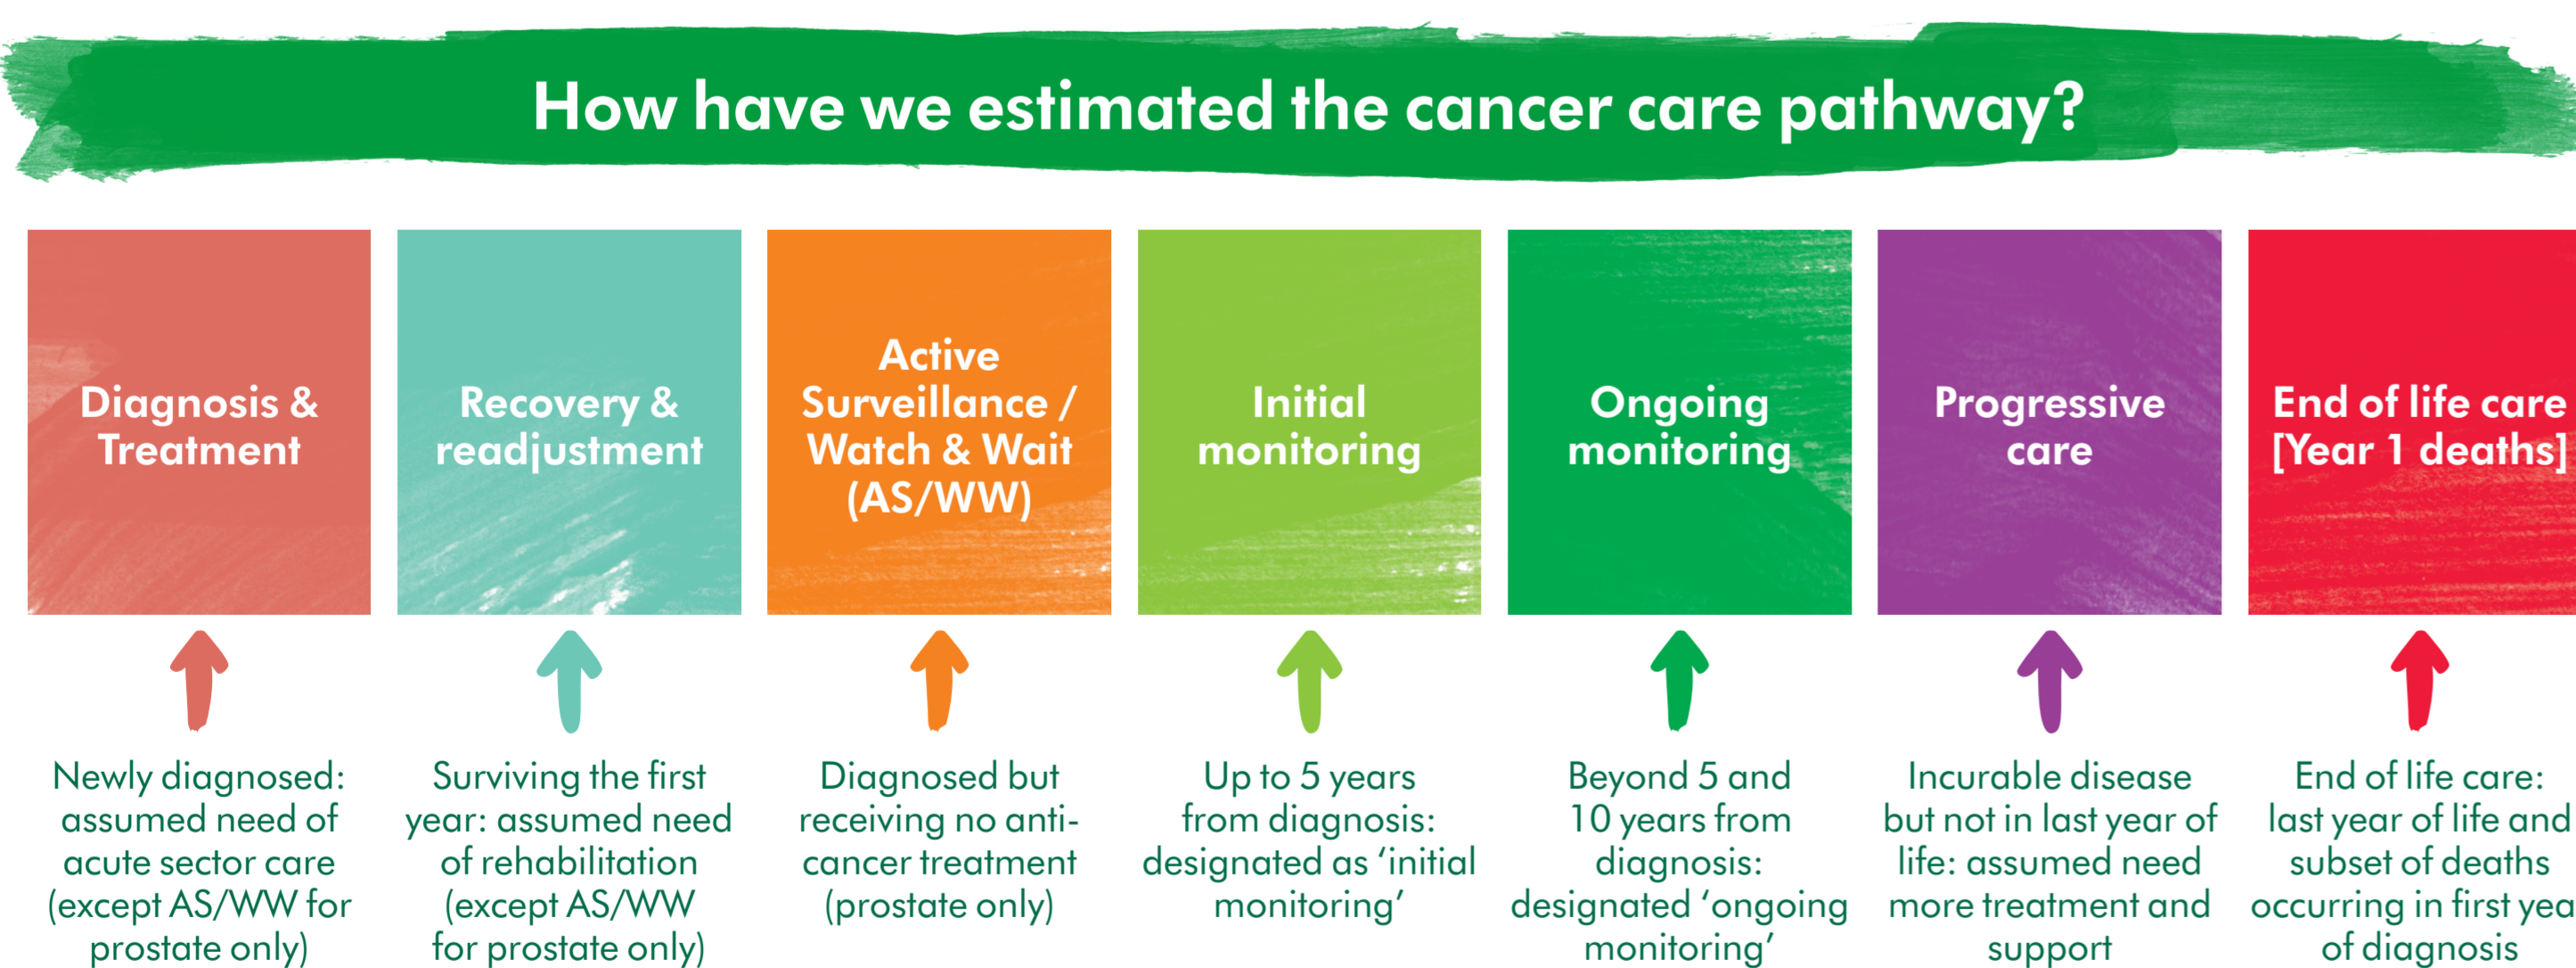 How have we estimated the cancer care pathway?
Diagnosis &
Treatment
Recovery &
readjustment
Active
Surveillance /
Watch & Wait
(AS/WW)
Initial
monitoring
Ongoing
monitoring
Progressive
care
End of life care
[Year 1 deaths]
Newly diagnosed:
assumed need of
acute sector care
(except AS/WW for
prostate only)
Surviving the first
year: assumed need
of rehabilitation
(except AS/WW
for prostate only)
Diagnosed but
receiving no anti-
cancer treatment
(prostate only)
Up to 5 years
from diagnosis:
designated as ‘initial
monitoring’
Beyond 5 and
10 years from
diagnosis:
designated ‘ongoing
monitoring’
Incurable disease
but not in last year of
life: assumed need
more treatment and
support
End of life care:
last year of life and
subset of deaths
occurring in first yea
of diagnosis